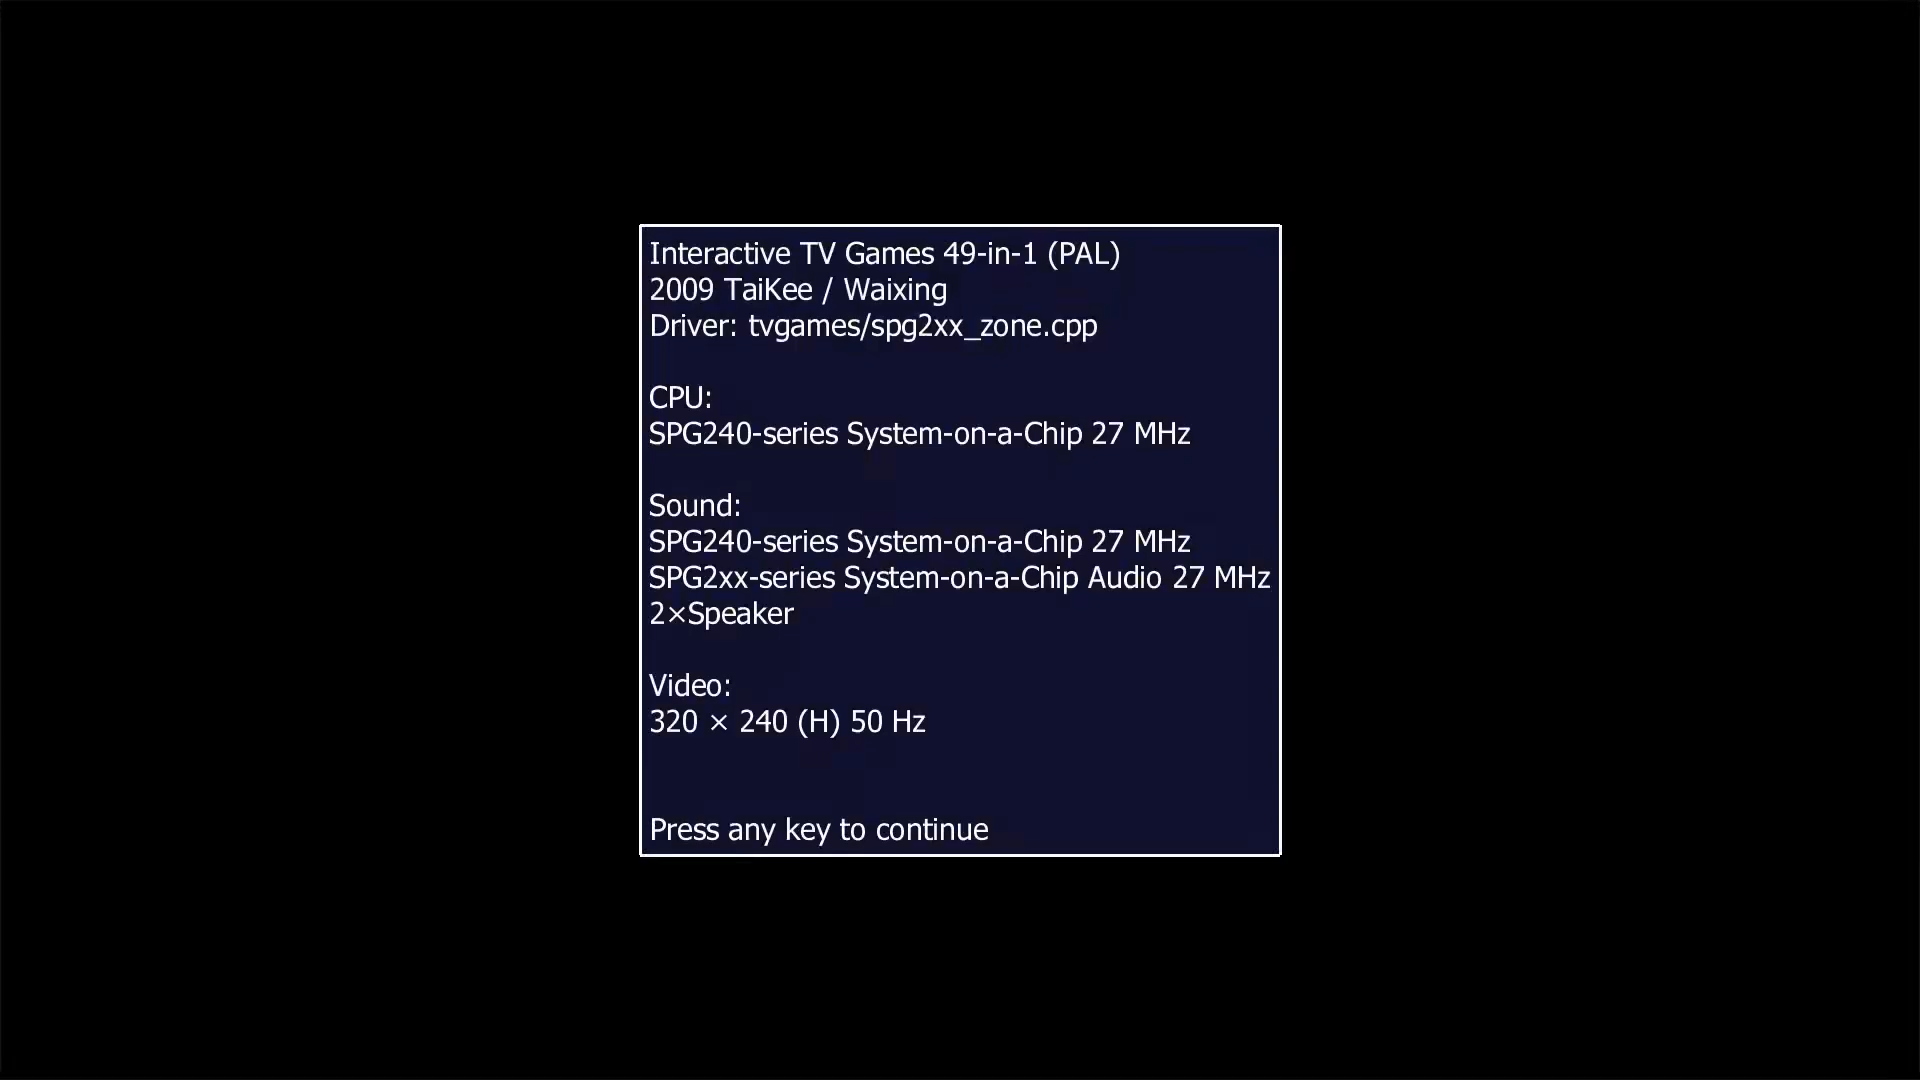 Interactive TV Games 49-in-1 (PAL)
2009 TaiKee / Waixing
Driver: tvgames/spg2xx_zone.cpp
CPU:
SPG240-series System-on-a-Chip 27 MHz
Sound:
SPG240-series System-on-a-Chip 27 MHz
SPG2xx-series System-on-a-Chip Audio 27 MHz
2×Speaker
Video:
320 × 240 (H) 50 Hz
Press any key to continue